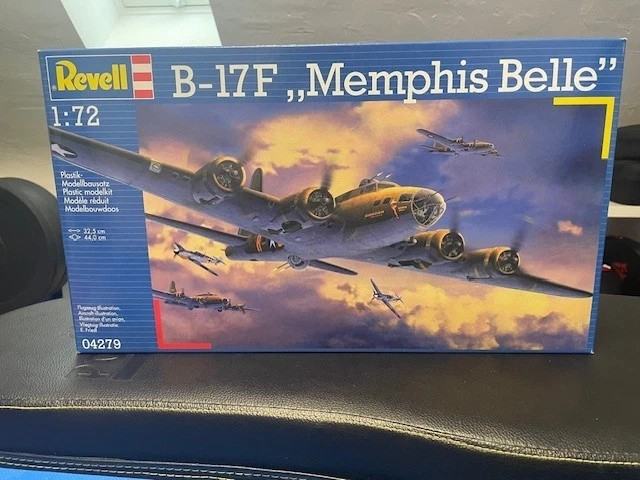 Revell
B-17F „Memphis Belle”
1:72
Plastik-
Modellbausatz
Plastic modelkit
Modèle réduit
Modelbouwdoos
32,5 cm
44,0 cm
Flugzeug Illustration.
Aircraft illustration.
Illustration d'un avion.
Vliegtuig Illustratie:
E. Friedl
04279